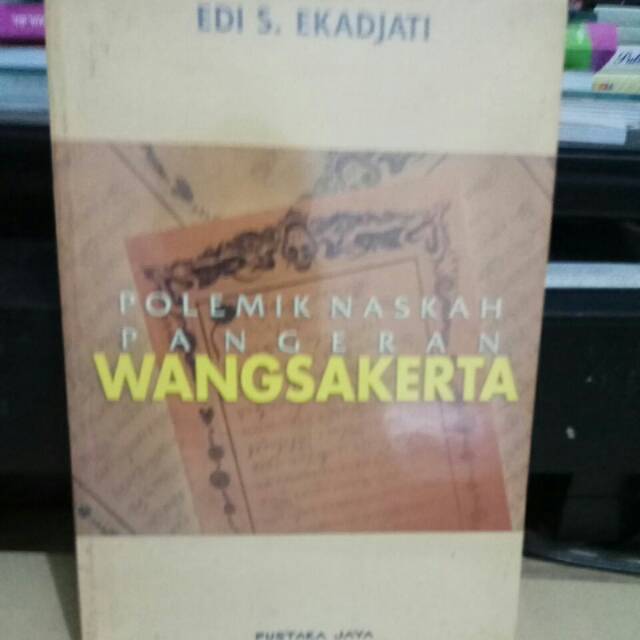 EDI S. EKADJATI
POLEMIK NASKAH
PANGERAN
WANGSAKERTA
PUSTAKA JAYA